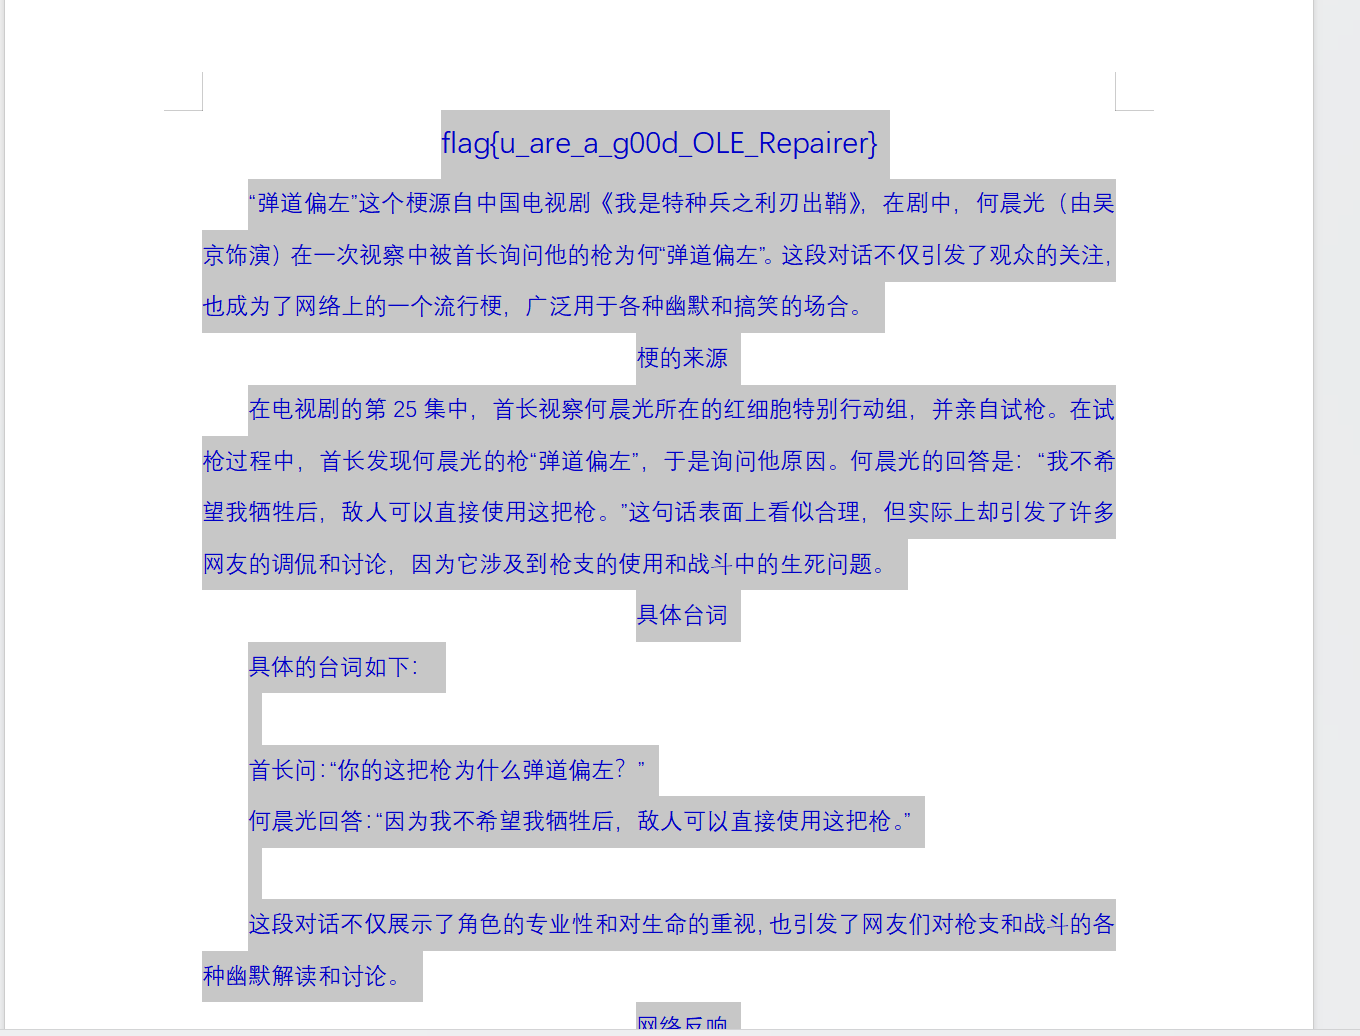 flag{u_are_a_g00d_OLE_Repairer}
“弹道偏左”这个梗源自中国电视剧《我是特种兵之利刃出鞘》，在剧中，何晨光（由吴
京饰演）在一次视察中被首长询问他的枪为何“弹道偏左”。这段对话不仅引发了观众的关注，
也成为了网络上的一个流行梗，广泛用于各种幽默和搞笑的场合。
梗的来源
在电视剧的第 25 集中，首长视察何晨光所在的红细胞特别行动组，并亲自试枪。在试
枪过程中，首长发现何晨光的枪“弹道偏左”，于是询问他原因。何晨光的回答是：“我不希
望我牺牲后，敌人可以直接使用这把枪。”这句话表面上看似合理，但实际上却引发了许多
网友的调侃和讨论，因为它涉及到枪支的使用和战斗中的生死问题。
具体台词
具体的台词如下：
首长问：“你的这把枪为什么弹道偏左？”
何晨光回答：“因为我不希望我牺牲后，敌人可以直接使用这把枪。”
这段对话不仅展示了角色的专业性和对生命的重视，也引发了网友们对枪支和战斗的各
种幽默解读和讨论。
网络反响